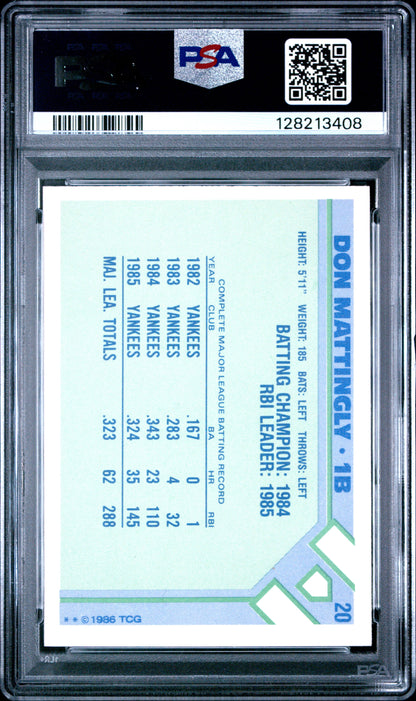 PSA
128213408
DON MATTINGLY • 1B
20
HEIGHT: 5'11" WEIGHT: 185 BATS: LEFT THROWS: LEFT
BATTING CHAMPION: 1984
RBI LEADER: 1985
COMPLETE MAJOR LEAGUE BATTING RECORD
YEAR CLUB BA HR RBI
1982 YANKEES .167 0 1
1983 YANKEES .283 4 32
1984 YANKEES .343 23 110
1985 YANKEES .324 35 145
MAJ. LEA. TOTALS .323 62 288
* * © 1986 TCG
PSA